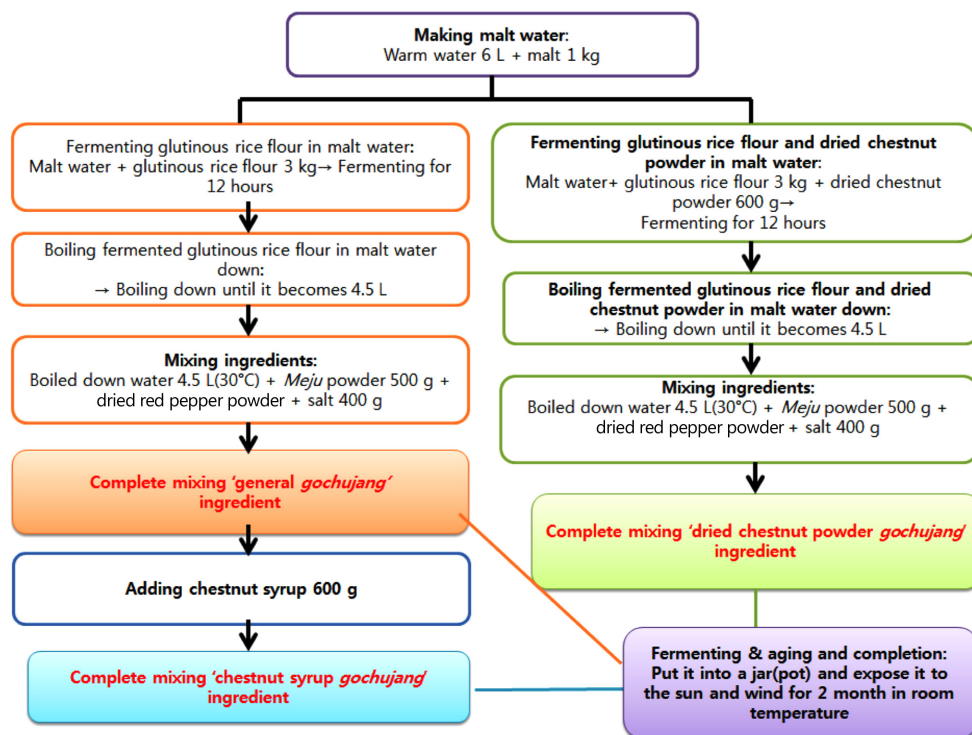 Making malt water:
Warm water 6 L + malt 1 kg
Fermenting glutinous rice flour in malt water:
Malt water + glutinous rice flour 3 kg→ Fermenting for
12 hours
Boiling fermented glutinous rice flour in malt water
down:
→ Boiling down until it becomes 4.5 L
Mixing ingredients:
Boiled down water 4.5 L(30°C) + Meju powder 500 g +
dried red pepper powder + salt 400 g
Complete mixing ‘general gochujang’
ingredient
Adding chestnut syrup 600 g
Complete mixing ‘chestnut syrup gochujang’
ingredient
Fermenting glutinous rice flour and dried chestnut
powder in malt water:
Malt water+ glutinous rice flour 3 kg + dried chestnut
powder 600 g→
Fermenting for 12 hours
Boiling fermented glutinous rice flour and dried
chestnut powder in malt water down:
→ Boiling down until it becomes 4.5 L
Mixing ingredients:
Boiled down water 4.5 L(30°C) + Meju powder 500 g +
dried red pepper powder + salt 400 g
Complete mixing ‘dried chestnut powder gochujang’
ingredient
Fermenting & aging and completion:
Put it into a jar(pot) and expose it to
the sun and wind for 2 month in room
temperature